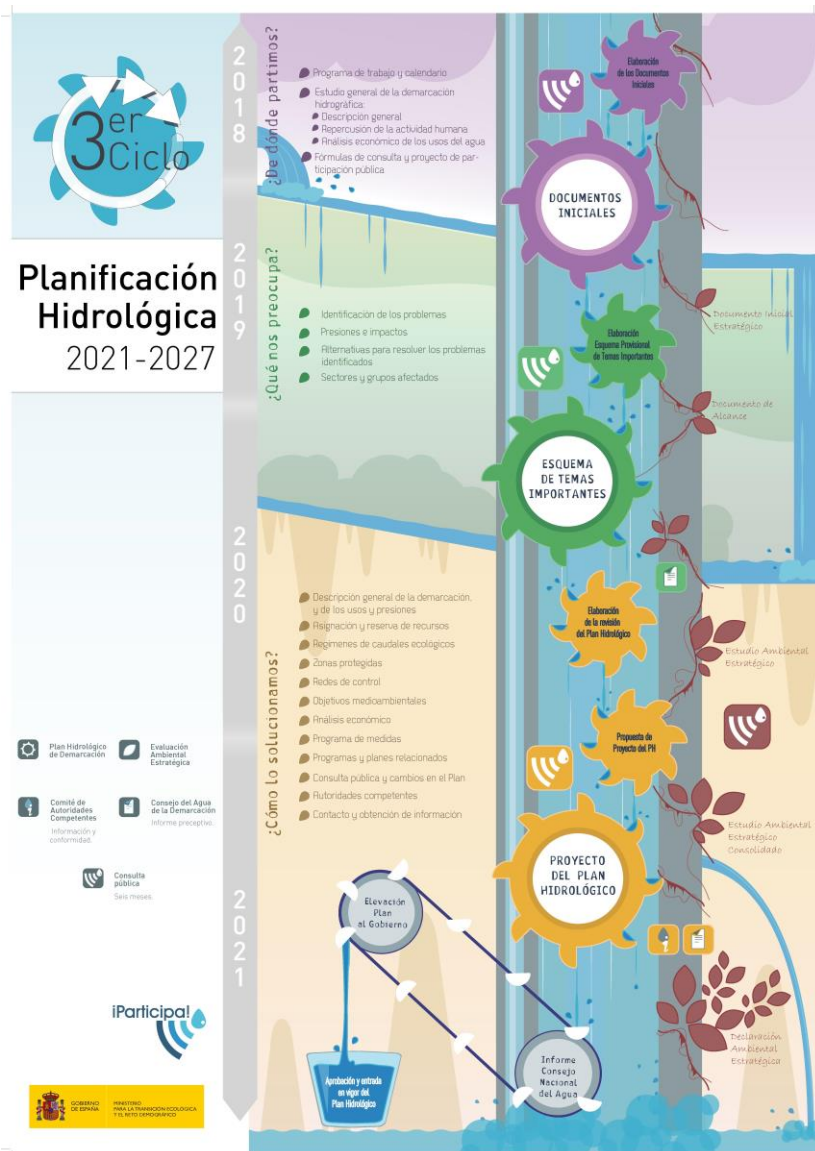 3er
Ciclo
Planificación
Hidrológica
2021-2027
Plan Hidrológico
de Demarcación
Evaluación
Ambiental
Estratégica
Comité de
Autoridades
Competentes
Información y
conformidad.
Consejo del Agua
de la Demarcación
Informe preceptivo.
Consulta
pública
Seis meses.
¡Participa!
GOBIERNO
DE ESPAÑA
MINISTERIO
PARA LA TRANSICIÓN ECOLÓGICA
Y EL RETO DEMOGRÁFICO
2018
¿De dónde partimos?
Programa de trabajo y calendario
Estudio general de la demarcación
hidrográfica:
Descripción general
Repercusión de la actividad humana
Análisis económico de los usos del agua
Fórmulas de consulta y proyecto de par-
ticipación pública
Elaboración
de los Documentos
Iniciales
DOCUMENTOS
INICIALES
2019
¿Qué nos preocupa?
Identificación de los problemas
Presiones e impactos
Alternativas para resolver los problemas
identificados
Sectores y grupos afectados
Elaboración
Esquema Provisional
de Temas Importantes
Documento Inicial
Estratégico
Documento de
Alcance
ESQUEMA
DE TEMAS
IMPORTANTES
2020
¿Cómo lo solucionamos?
Descripción general de la demarcación,
y de los usos y presiones
Asignación y reserva de recursos
Regímenes de caudales ecológicos
Zonas protegidas
Redes de control
Objetivos medioambientales
Análisis económico
Programa de medidas
Programas y planes relacionados
Consulta pública y cambios en el Plan
Autoridades competentes
Contacto y obtención de información
Elaboración
de la revisión
del Plan Hidrológico
Estudio Ambiental
Estratégico
Propuesta de
Proyecto del PH
Estudio Ambiental
Estratégico
Consolidado
PROYECTO
DEL PLAN
HIDROLÓGICO
2021
Elevación
Plan
al Gobierno
Informe
Consejo
Nacional
del Agua
Declaración
Ambiental
Estratégica
Aprobación y entrada
en vigor del
Plan Hidrológico